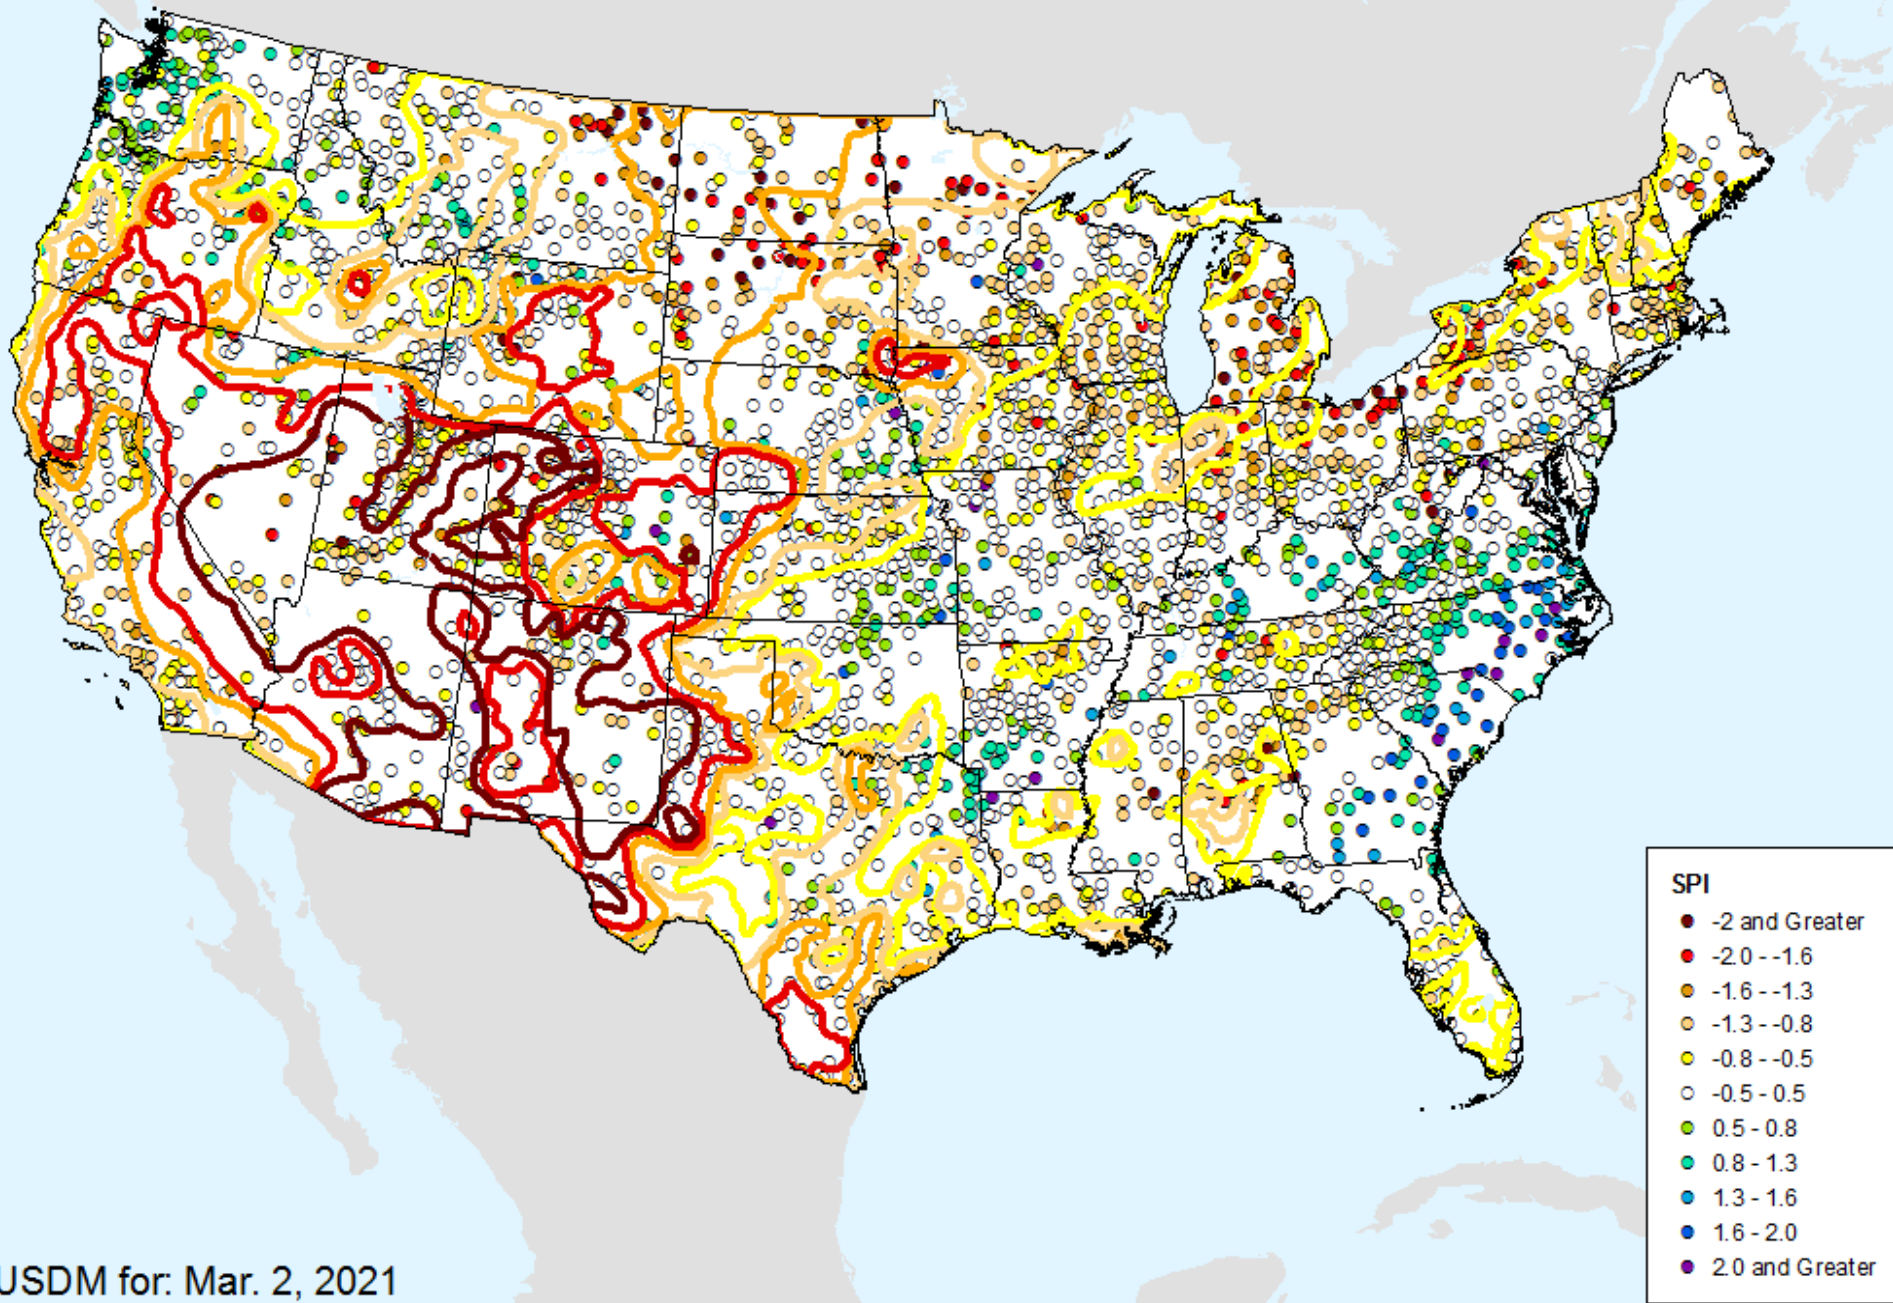 SPI
-2 and Greater
-2.0 - -1.6
-1.6 - -1.3
-1.3 - -0.8
-0.8 - -0.5
-0.5 - 0.5
0.5 - 0.8
0.8 - 1.3
1.3 - 1.6
1.6 - 2.0
2.0 and Greater
USDM for: Mar. 2, 2021